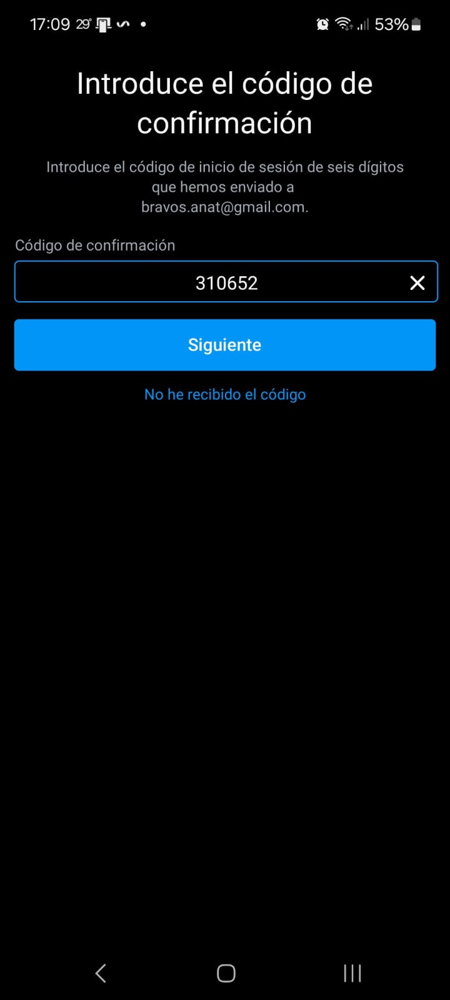 17:09 29° 53%
Introduce el código de
confirmación
Introduce el código de inicio de sesión de seis dígitos
que hemos enviado a
bravos.anat@gmail.com.
Código de confirmación
310652
Siguiente
No he recibido el código